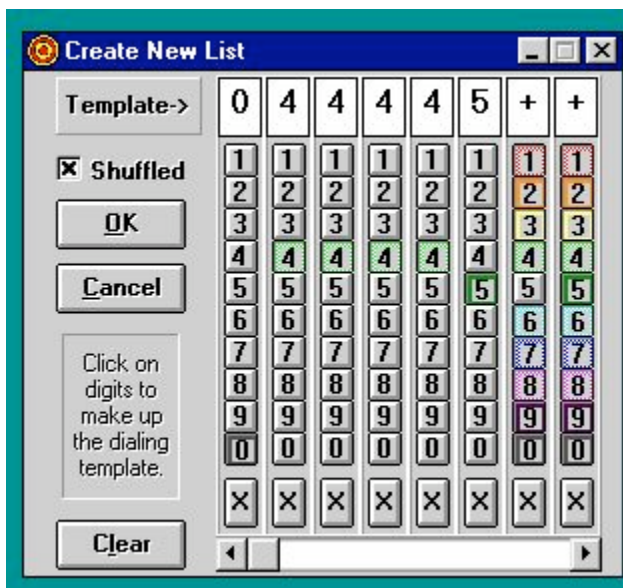 Create New List
Template-> 0 4 4 4 4 5 + +
Shuffled
OK
Cancel
Click on
digits to
make up
the dialing
template.
Clear
1 1 1 1 1 1 1 1
2 2 2 2 2 2 2 2
3 3 3 3 3 3 3 3
4 4 4 4 4 4 4 4
5 5 5 5 5 5 5 5
6 6 6 6 6 6 6 6
7 7 7 7 7 7 7 7
8 8 8 8 8 8 8 8
9 9 9 9 9 9 9 9
0 0 0 0 0 0 0 0
X X X X X X X X